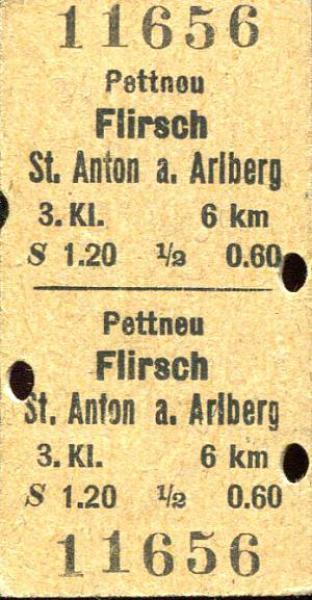 11656
Pettneu
Flirsch
St. Anton a. Arlberg
3. Kl. 6 km
S 1.20 ½ 0.60
Pettneu
Flirsch
St. Anton a. Arlberg
3. Kl. 6 km
S 1.20 ½ 0.60
11656